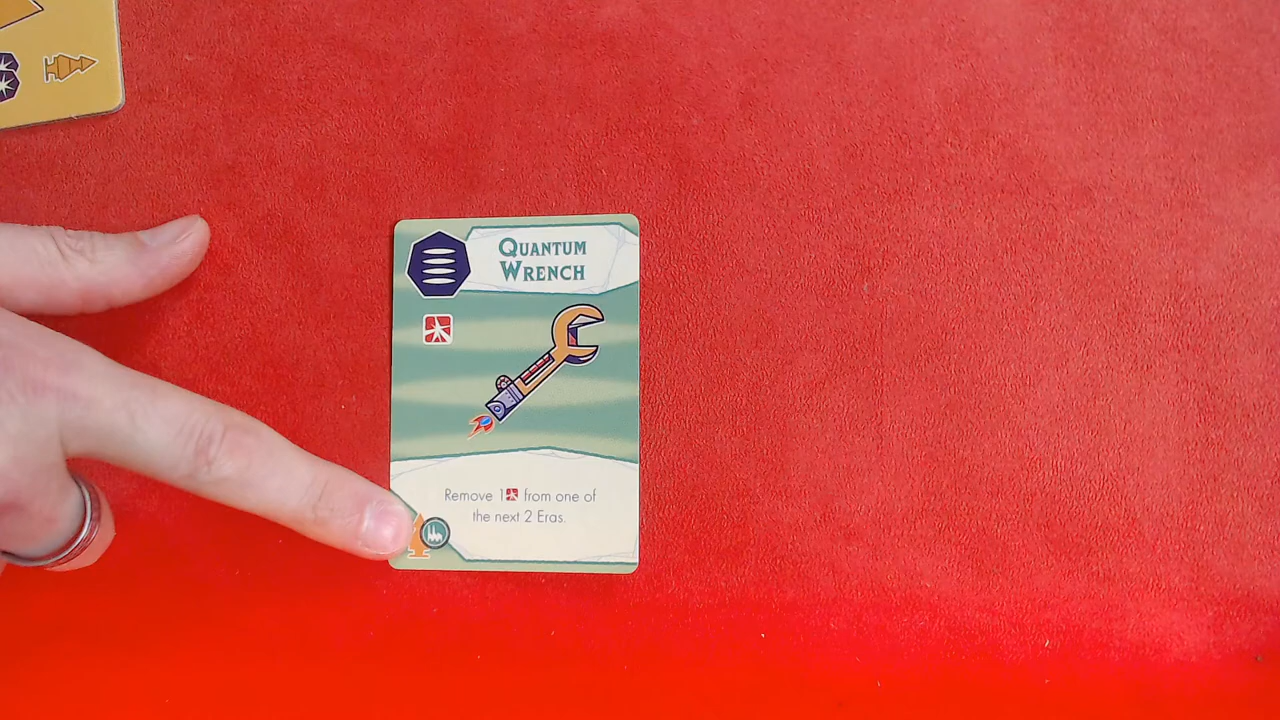 QUANTUM
WRENCH
Remove 1 from one of
the next 2 Eras.